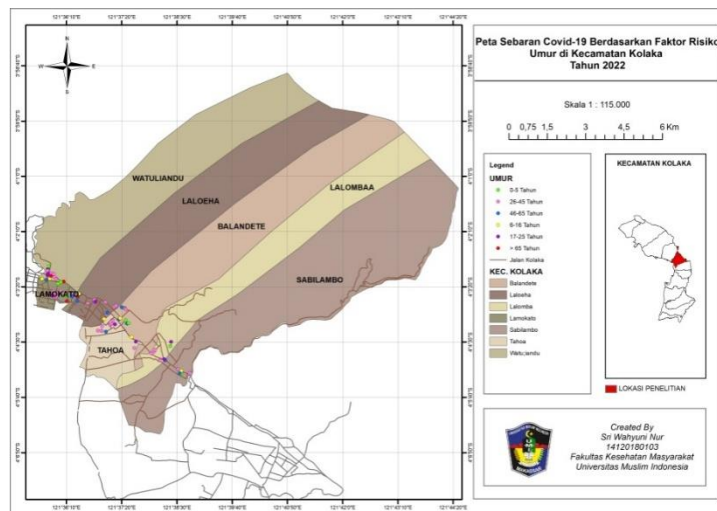 Peta Sebaran Covid-19 Berdasarkan Faktor Risiko
Umur di Kecamatan Kolaka
Tahun 2022
Skala 1 : 115.000
0 0,75 1,5 3 4,5 6 Km
Legend
UMUR
0-5 Tahun
26-45 Tahun
46-65 Tahun
6-16 Tahun
17-25 Tahun
> 65 Tahun
Jalan Kolaka
KEC. KOLAKA
Balandete
Laloeha
Lalomba
Lamokato
Sabilambo
Tahoa
Watuliandu
KECAMATAN KOLAKA
LOKASI PENELITIAN
Created By
Sri Wahyuni Nur
14120180103
Fakultas Kesehatan Masyarakat
Universitas Muslim Indonesia
N
W E
S
WATULIANDU
LALOEHA
LALOMBAA
BALANDETE
SABILAMBO
LAMOKATO
TAHOA